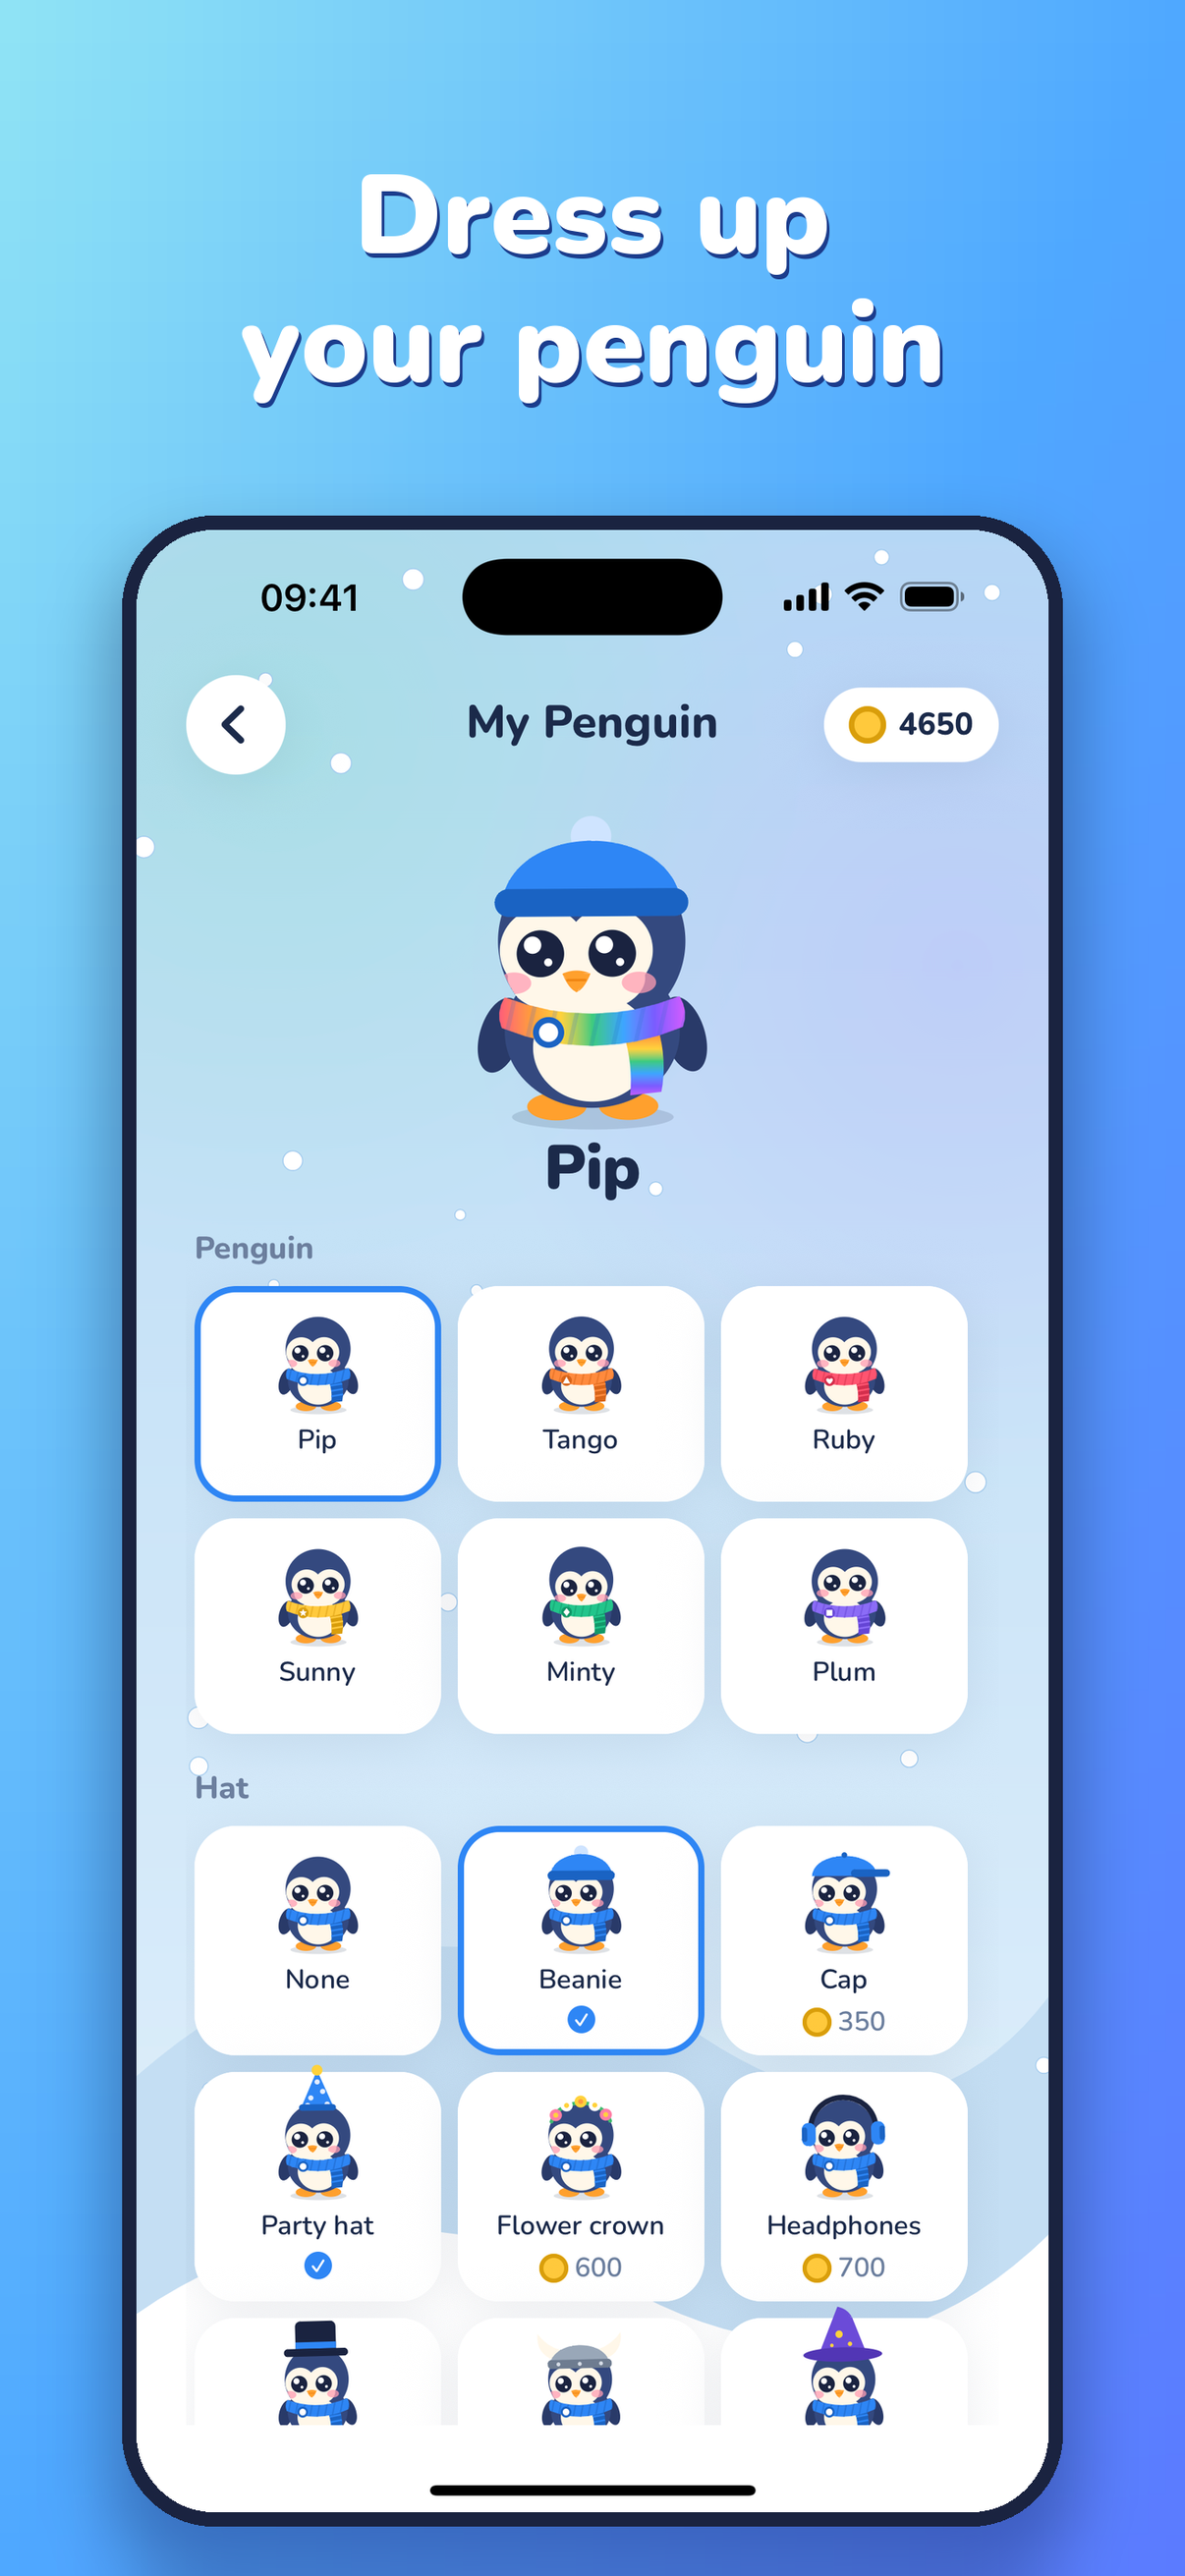 Dress up
your penguin
09:41
My Penguin
4650
Pip
Penguin
Pip
Tango
Ruby
Sunny
Minty
Plum
Hat
None
Beanie
Cap
350
Party hat
Flower crown
Headphones
600
700